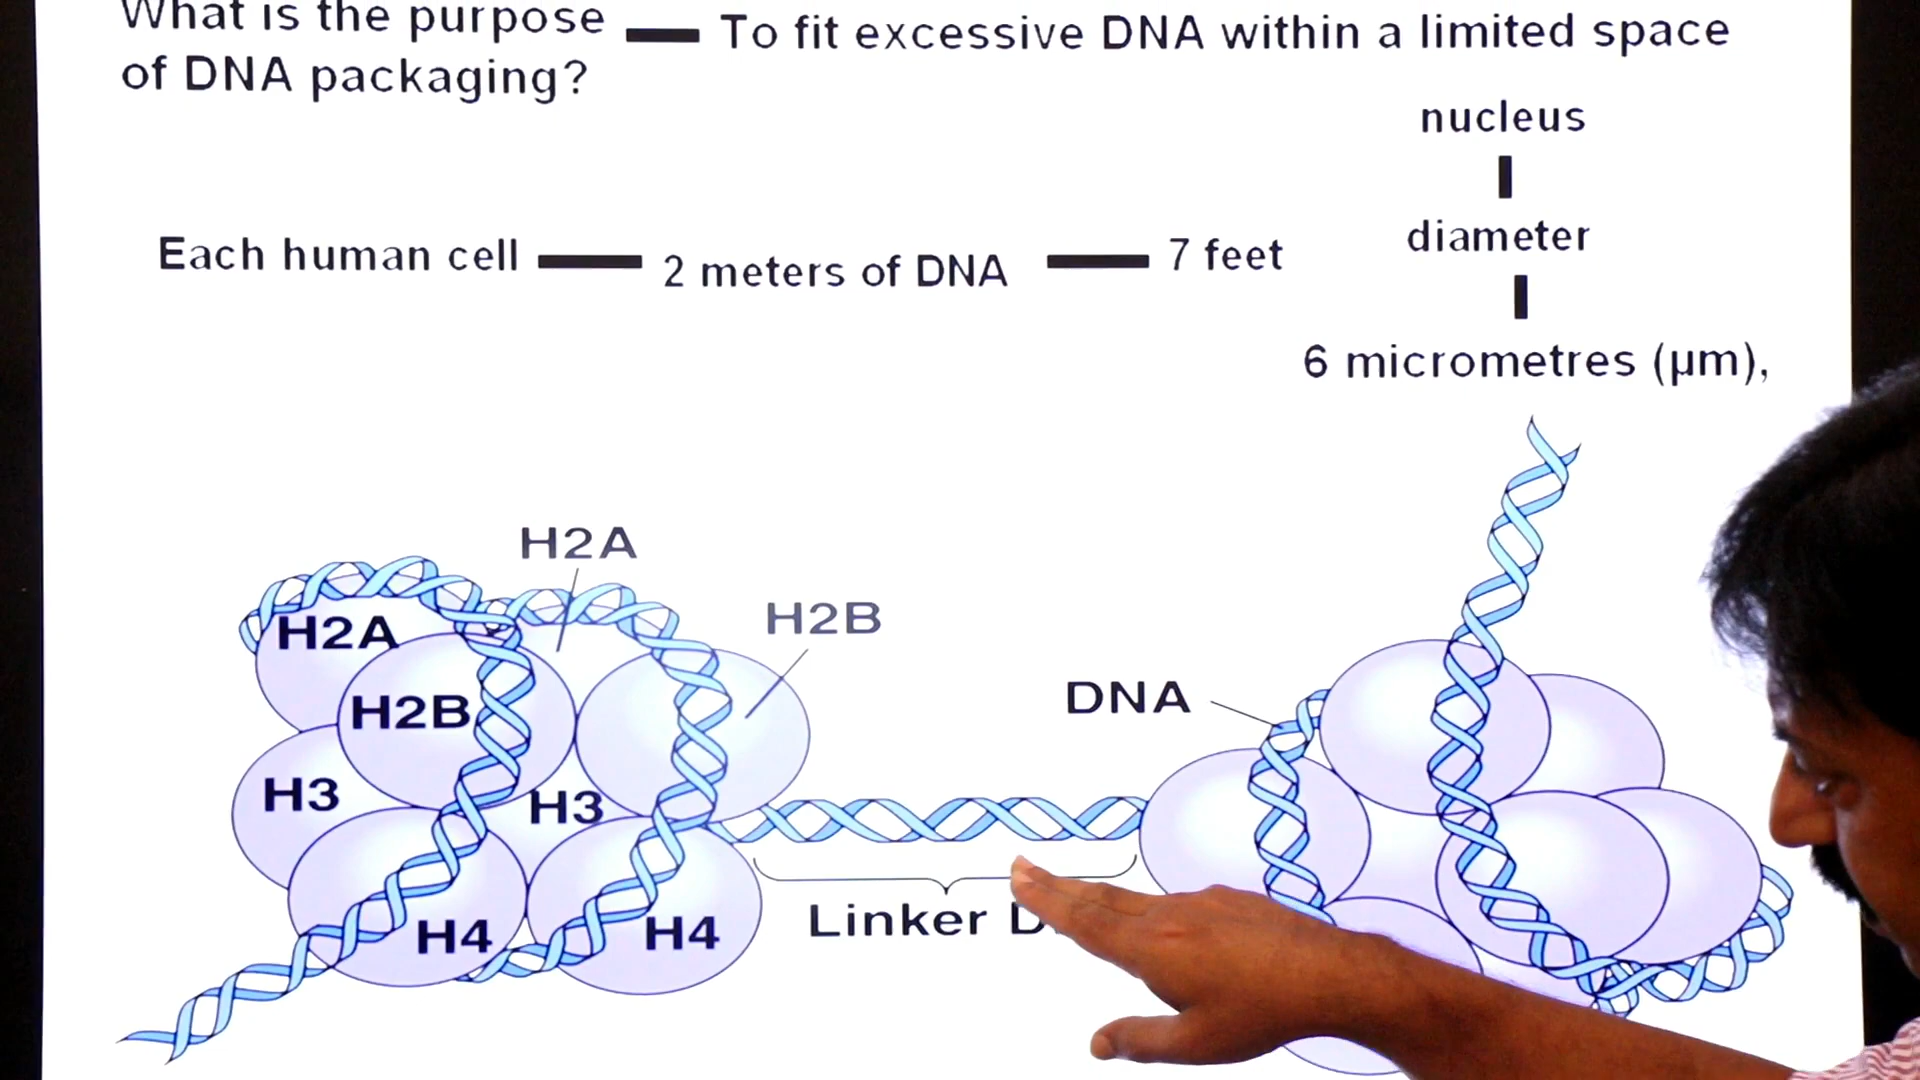 What is the purpose — To fit excessive DNA within a limited space
of DNA packaging?
nucleus
diameter
Each human cell — 2 meters of DNA — 7 feet
6 micrometres (µm),
H2A
H2B
H2A
DNA
H2B
H3
H3
H4
H4
Linker